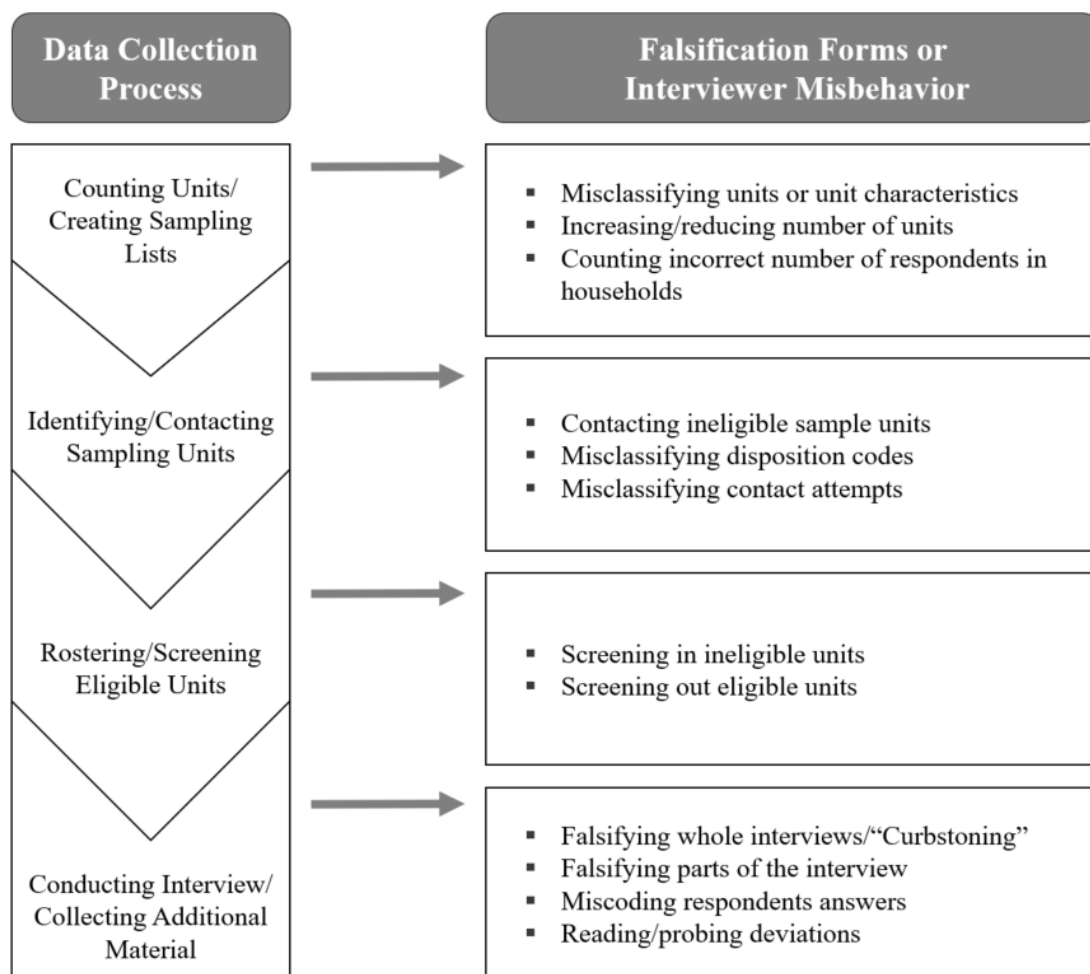 Data Collection
Process
Falsification Forms or
Interviewer Misbehavior
Counting Units/
Creating Sampling
Lists
▪ Misclassifying units or unit characteristics
▪ Increasing/reducing number of units
▪ Counting incorrect number of respondents in
households
Identifying/Contacting
Sampling Units
▪ Contacting ineligible sample units
▪ Misclassifying disposition codes
▪ Misclassifying contact attempts
Rostering/Screening
Eligible Units
▪ Screening in ineligible units
▪ Screening out eligible units
Conducting Interview/
Collecting Additional
Material
▪ Falsifying whole interviews/“Curbstoning”
▪ Falsifying parts of the interview
▪ Miscoding respondents answers
▪ Reading/probing deviations